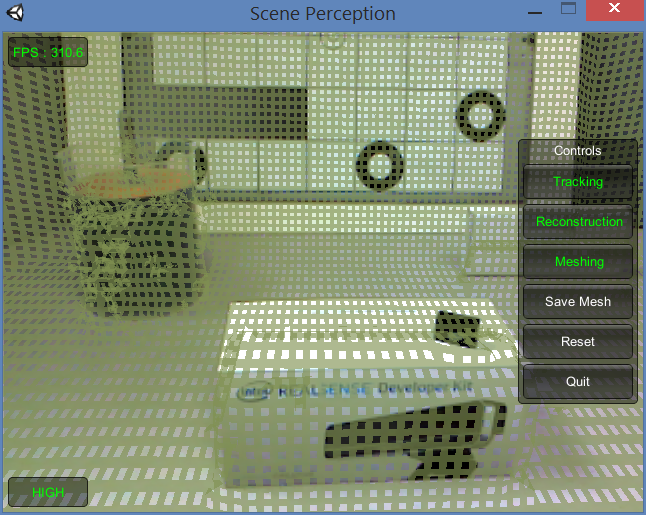 Scene Perception
FPS : 310.6
Controls
Tracking
Reconstruction
Meshing
Save Mesh
Reset
Quit
intel REALSENSE Developer Kit
HIGH